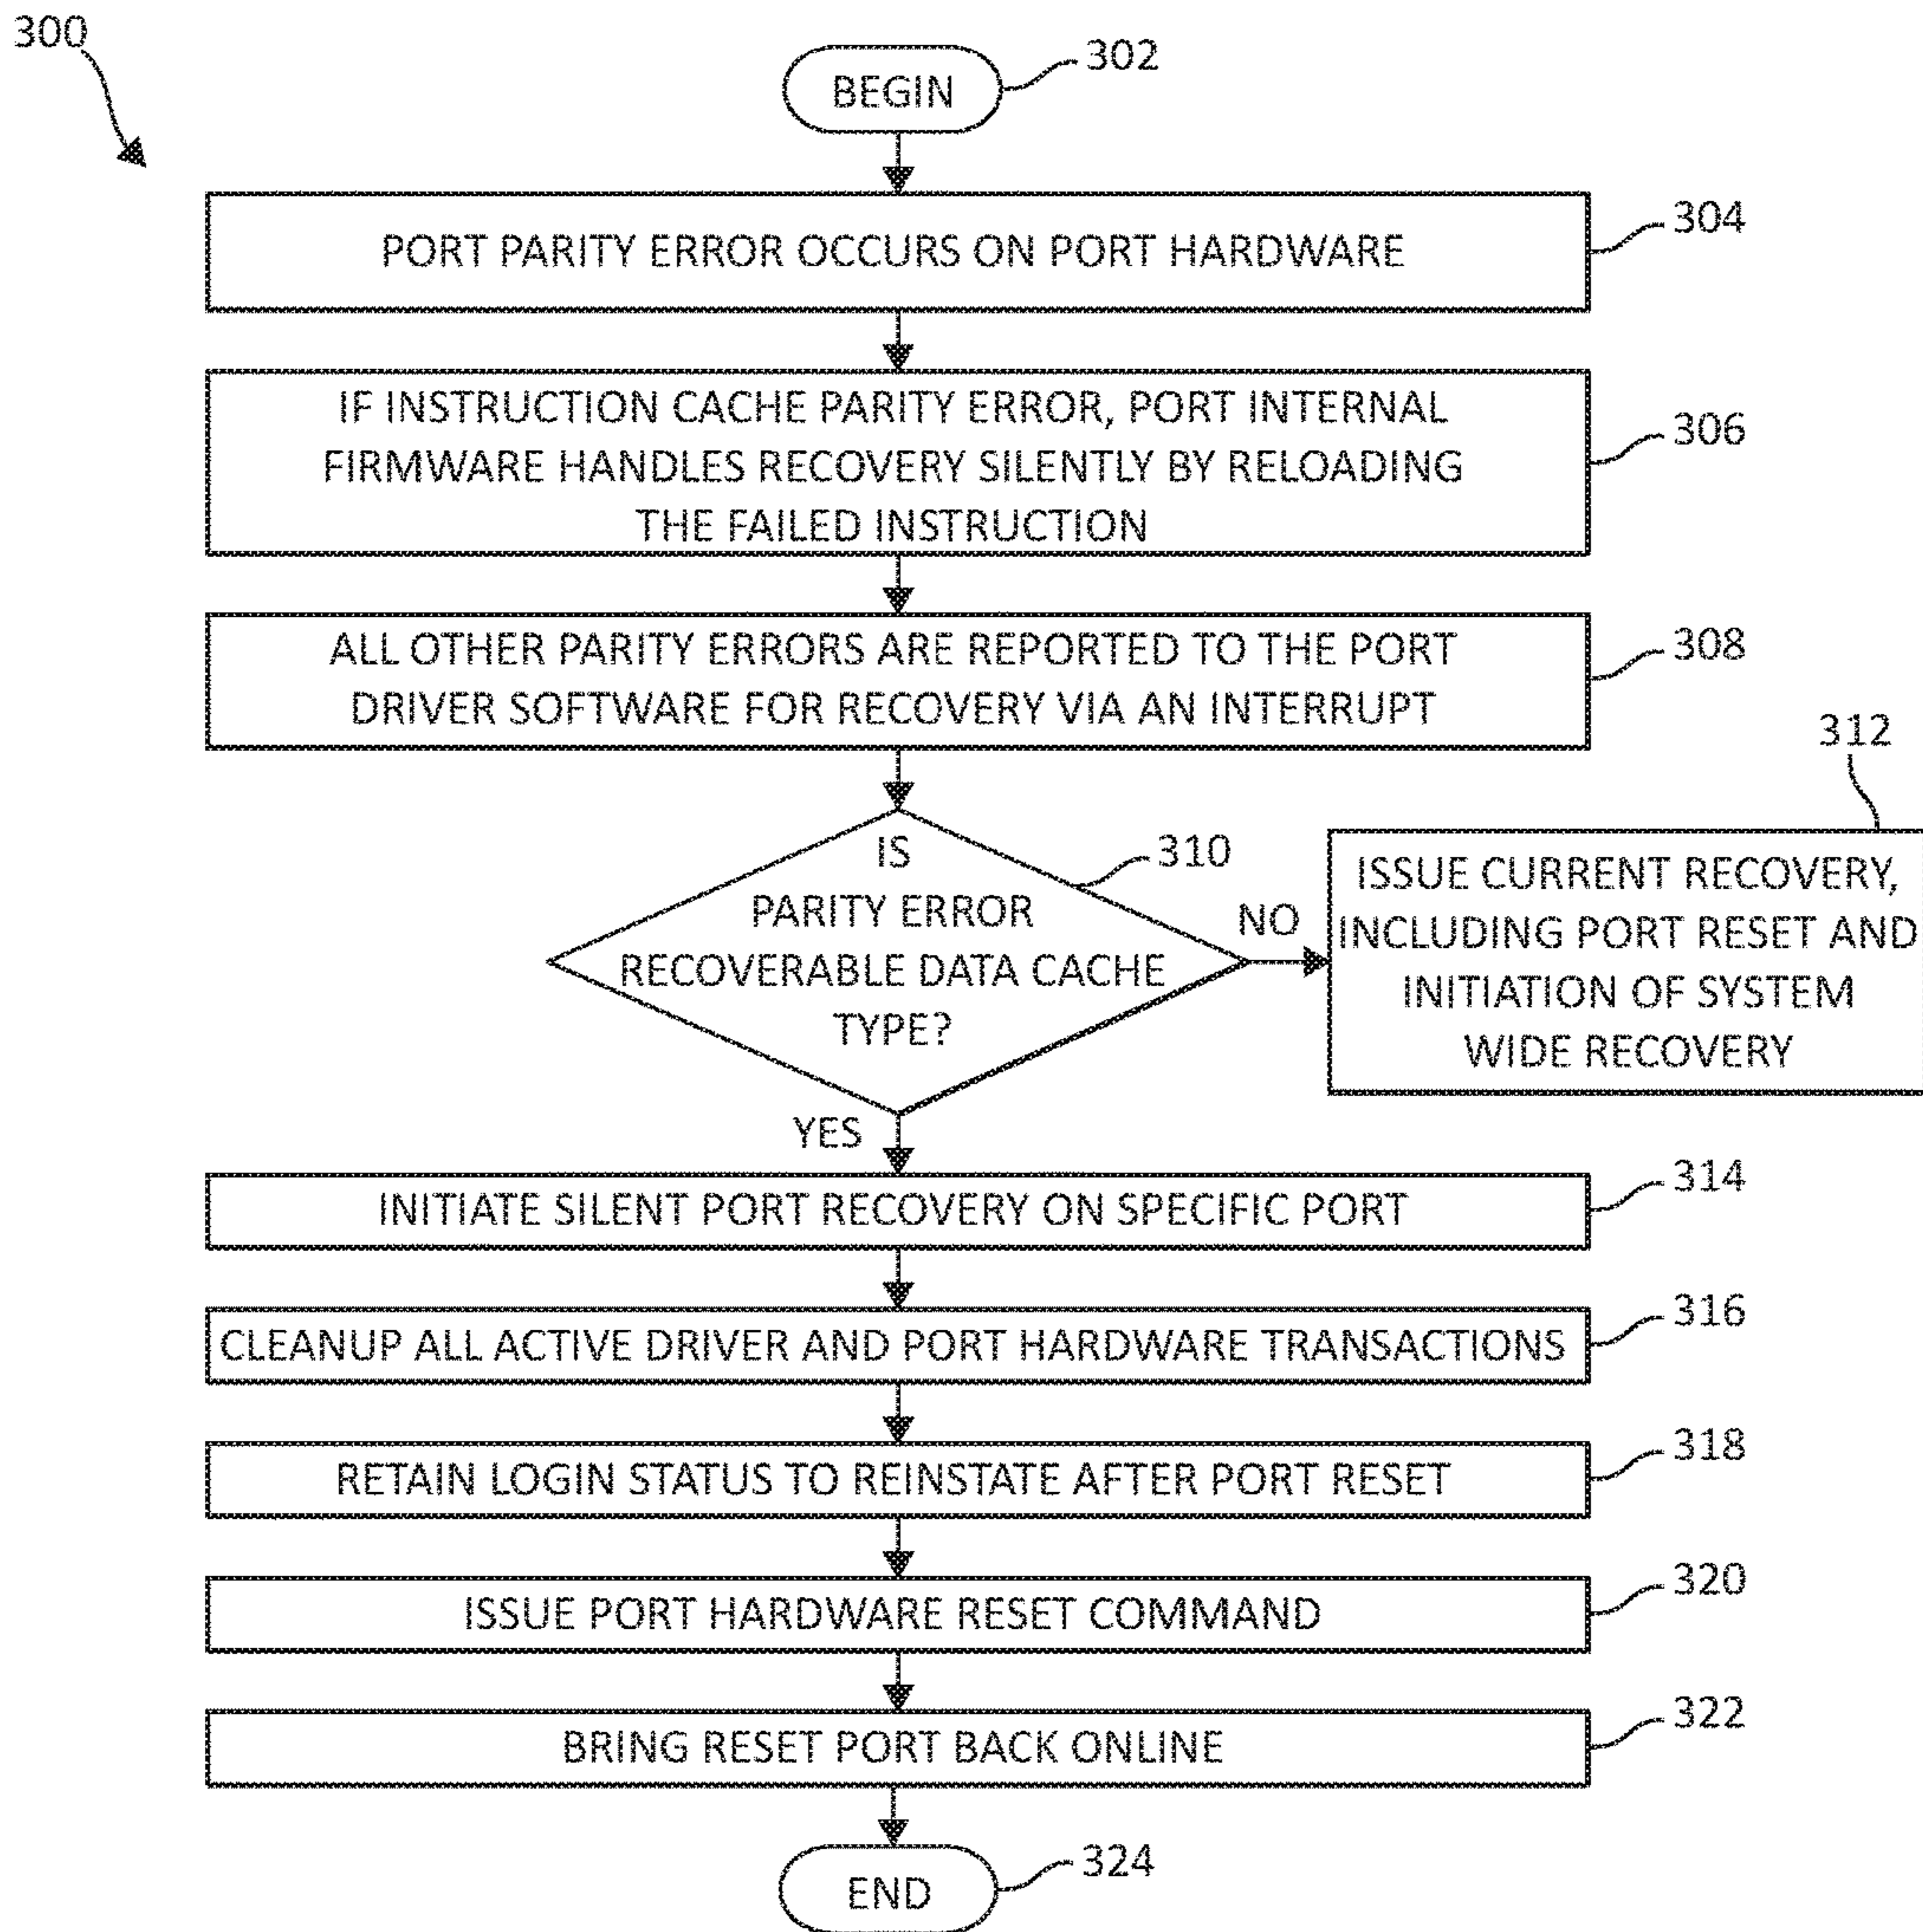 300
BEGIN
302
PORT PARITY ERROR OCCURS ON PORT HARDWARE
304
IF INSTRUCTION CACHE PARITY ERROR, PORT INTERNAL
FIRMWARE HANDLES RECOVERY SILENTLY BY RELOADING
THE FAILED INSTRUCTION
306
ALL OTHER PARITY ERRORS ARE REPORTED TO THE PORT
DRIVER SOFTWARE FOR RECOVERY VIA AN INTERRUPT
308
IS
PARITY ERROR
RECOVERABLE DATA CACHE
TYPE?
310
NO
312
ISSUE CURRENT RECOVERY,
INCLUDING PORT RESET AND
INITIATION OF SYSTEM
WIDE RECOVERY
YES
INITIATE SILENT PORT RECOVERY ON SPECIFIC PORT
314
CLEANUP ALL ACTIVE DRIVER AND PORT HARDWARE TRANSACTIONS
316
RETAIN LOGIN STATUS TO REINSTATE AFTER PORT RESET
318
ISSUE PORT HARDWARE RESET COMMAND
320
BRING RESET PORT BACK ONLINE
322
END
324